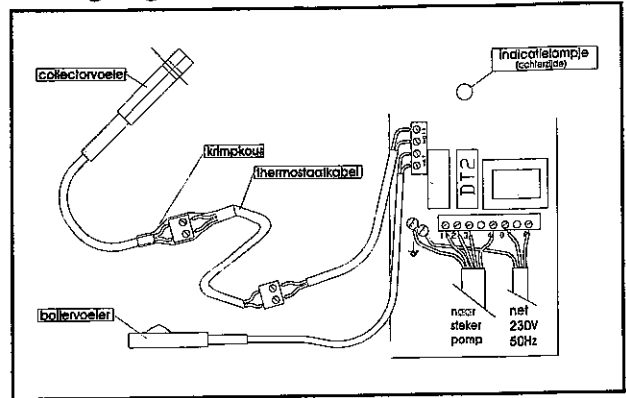 indicatielampje
(achterzijde)
collectorvoeler
krimpkous
thermostaatkabel
DT2
boilervoeler
naar
steker
pomp
net
230V
50Hz